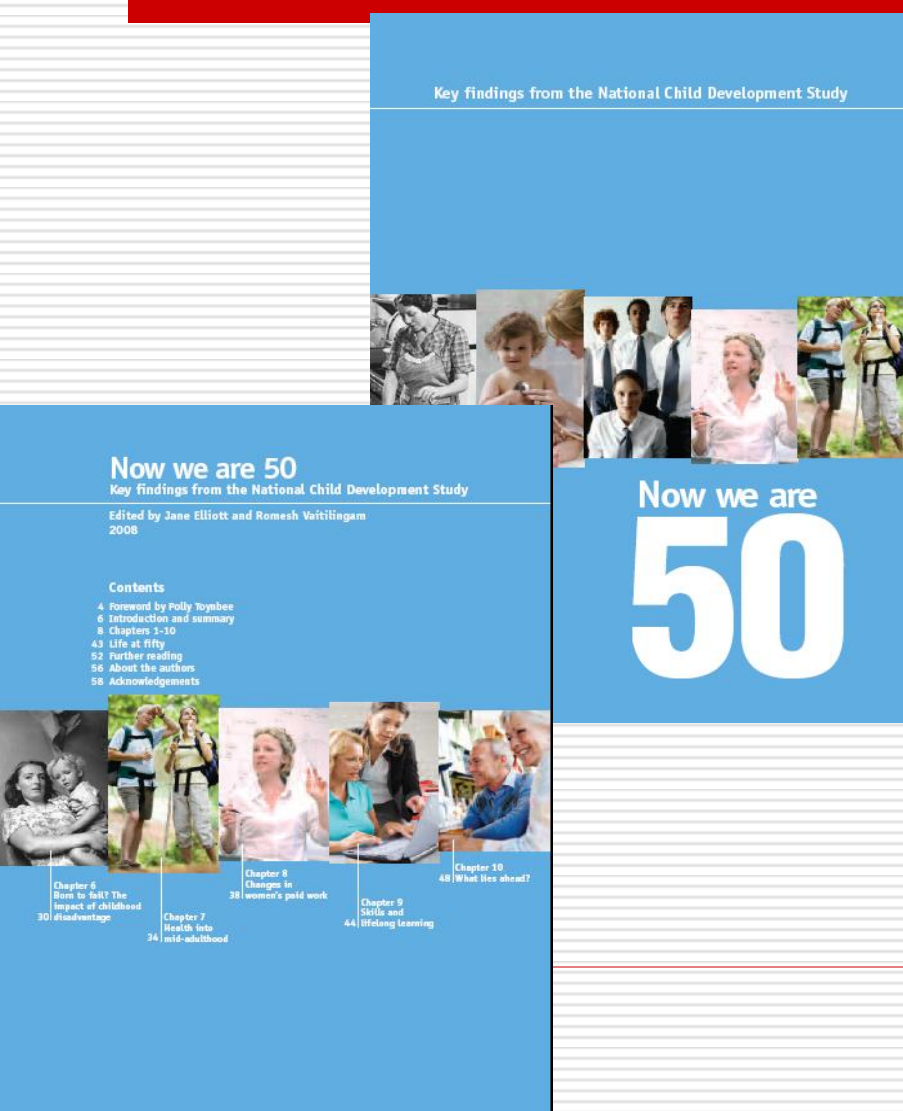 Key findings from the National Child Development Study
Now we are
50
Now we are 50
Key findings from the National Child Development Study
Edited by Jane Elliott and Romesh Vaitilingam
2008
Contents
4 Foreword by Polly Toynbee
6 Introduction and summary
8 Chapters 1-10
43 Life at fifty
52 Further reading
56 About the authors
58 Acknowledgements
Chapter 6
Born to fail? The
impact of childhood
30 disadvantage
Chapter 7
Health into
34 mid-adulthood
Chapter 8
Changes in
38 women's paid work
Chapter 9
Skills and
44 lifelong learning
Chapter 10
48 What lies ahead?